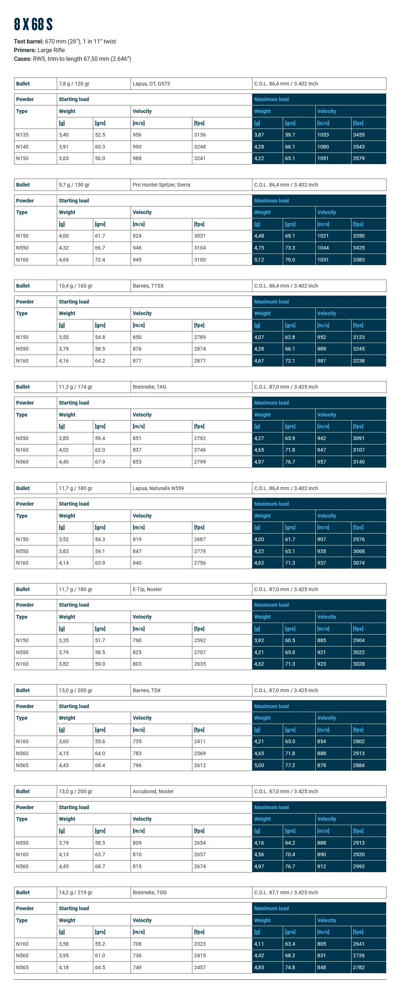 8 X 68 S
Test barrel: 670 mm (26”), 1 in 11” twist
Primers: Large Rifle
Cases: RWS, trim-to length 67,50 mm (2.646”)
Bullet 7,8 g / 120 gr Lapua, OT, G573 C.O.L. 86,4 mm / 3.402 inch
Powder Starting load Maximum load
Type Weight Velocity Weight Velocity
[g] [grs] [m/s] [fps] [g] [grs] [m/s] [fps]
N135 3,40 52.5 956 3136 3,87 59.7 1053 3455
N140 3,91 60.3 990 3248 4,28 66.1 1080 3543
N150 3,63 56.0 988 3241 4,22 65.1 1091 3579
Bullet 9,7 g / 150 gr Pro Hunter Spitzer, Sierra C.O.L. 86,4 mm / 3.402 inch
Powder Starting load Maximum load
Type Weight Velocity Weight Velocity
[g] [grs] [m/s] [fps] [g] [grs] [m/s] [fps]
N150 4,00 61.7 924 3031 4,48 69.1 1021 3350
N550 4,32 66.7 946 3104 4,75 73.3 1044 3425
N160 4,69 72.4 945 3100 5,12 79.0 1031 3383
Bullet 10,4 g / 160 gr Barnes, TTSX C.O.L. 86,4 mm / 3.402 inch
Powder Starting load Maximum load
Type Weight Velocity Weight Velocity
[g] [grs] [m/s] [fps] [g] [grs] [m/s] [fps]
N150 3,55 54.8 850 2789 4,07 62.8 952 3123
N550 3,79 58.5 876 2874 4,28 66.1 989 3245
N160 4,16 64.2 877 2877 4,67 72.1 987 3238
Bullet 11,3 g / 174 gr Brenneke, TAG C.O.L. 87,0 mm / 3.425 inch
Powder Starting load Maximum load
Type Weight Velocity Weight Velocity
[g] [grs] [m/s] [fps] [g] [grs] [m/s] [fps]
N550 3,85 59.4 851 2792 4,27 65.9 942 3091
N160 4,02 62.0 837 2746 4,65 71.8 947 3107
N560 4,40 67.9 853 2799 4,97 76.7 957 3140
Bullet 11,7 g / 180 gr Lapua, Naturalis N559 C.O.L. 86,4 mm / 3.402 inch
Powder Starting load Maximum load
Type Weight Velocity Weight Velocity
[g] [grs] [m/s] [fps] [g] [grs] [m/s] [fps]
N150 3,52 54.3 819 2687 4,00 61.7 907 2976
N550 3,83 59.1 847 2779 4,22 65.1 935 3068
N160 4,14 63.9 840 2756 4,62 71.3 937 3074
Bullet 11,7 g / 180 gr E-Tip, Nosler C.O.L. 87,0 mm / 3.425 inch
Powder Starting load Maximum load
Type Weight Velocity Weight Velocity
[g] [grs] [m/s] [fps] [g] [grs] [m/s] [fps]
N150 3,35 51.7 790 2592 3,92 60.5 885 2904
N550 3,79 58.5 825 2707 4,21 65.0 921 3022
N160 3,82 59.0 803 2635 4,62 71.3 923 3028
Bullet 13,0 g / 200 gr Barnes, TSX C.O.L. 87,0 mm / 3.425 inch
Powder Starting load Maximum load
Type Weight Velocity Weight Velocity
[g] [grs] [m/s] [fps] [g] [grs] [m/s] [fps]
N160 3,60 55.6 735 2411 4,21 65.0 854 2802
N560 4,15 64.0 783 2569 4,65 71.8 888 2913
N565 4,43 68.4 796 2612 5,00 77.2 879 2884
Bullet 13,0 g / 200 gr Accubond, Nosler C.O.L. 87,0 mm / 3.425 inch
Powder Starting load Maximum load
Type Weight Velocity Weight Velocity
[g] [grs] [m/s] [fps] [g] [grs] [m/s] [fps]
N550 3,79 58.5 809 2654 4,16 64.2 888 2913
N160 4,13 63.7 810 2657 4,56 70.4 890 2920
N560 4,45 68.7 815 2674 4,97 76.7 912 2992
Bullet 14,2 g / 219 gr Brenneke, TOG C.O.L. 87,1 mm / 3.425 inch
Powder Starting load Maximum load
Type Weight Velocity Weight Velocity
[g] [grs] [m/s] [fps] [g] [grs] [m/s] [fps]
N160 3,58 55.2 708 2323 4,11 63.4 805 2641
N560 3,95 61.0 736 2415 4,42 68.2 831 2726
N565 4,18 64.5 749 2457 4,85 74.8 848 2782